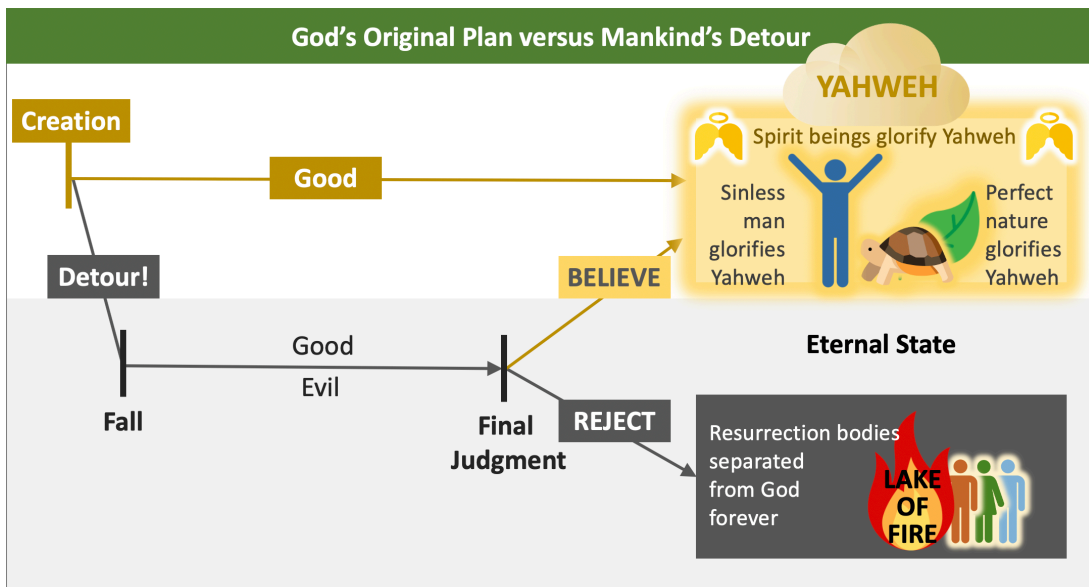 God's Original Plan versus Mankind's Detour
YAHWEH
Creation
Spirit beings glorify Yahweh
Good
Sinless
man
glorifies
Yahweh
Perfect
nature
glorifies
Yahweh
Detour!
BELIEVE
Good
Evil
Fall
Final
Judgment
REJECT
Eternal State
Resurrection bodies
separated
from God
forever
LAKE
OF
FIRE